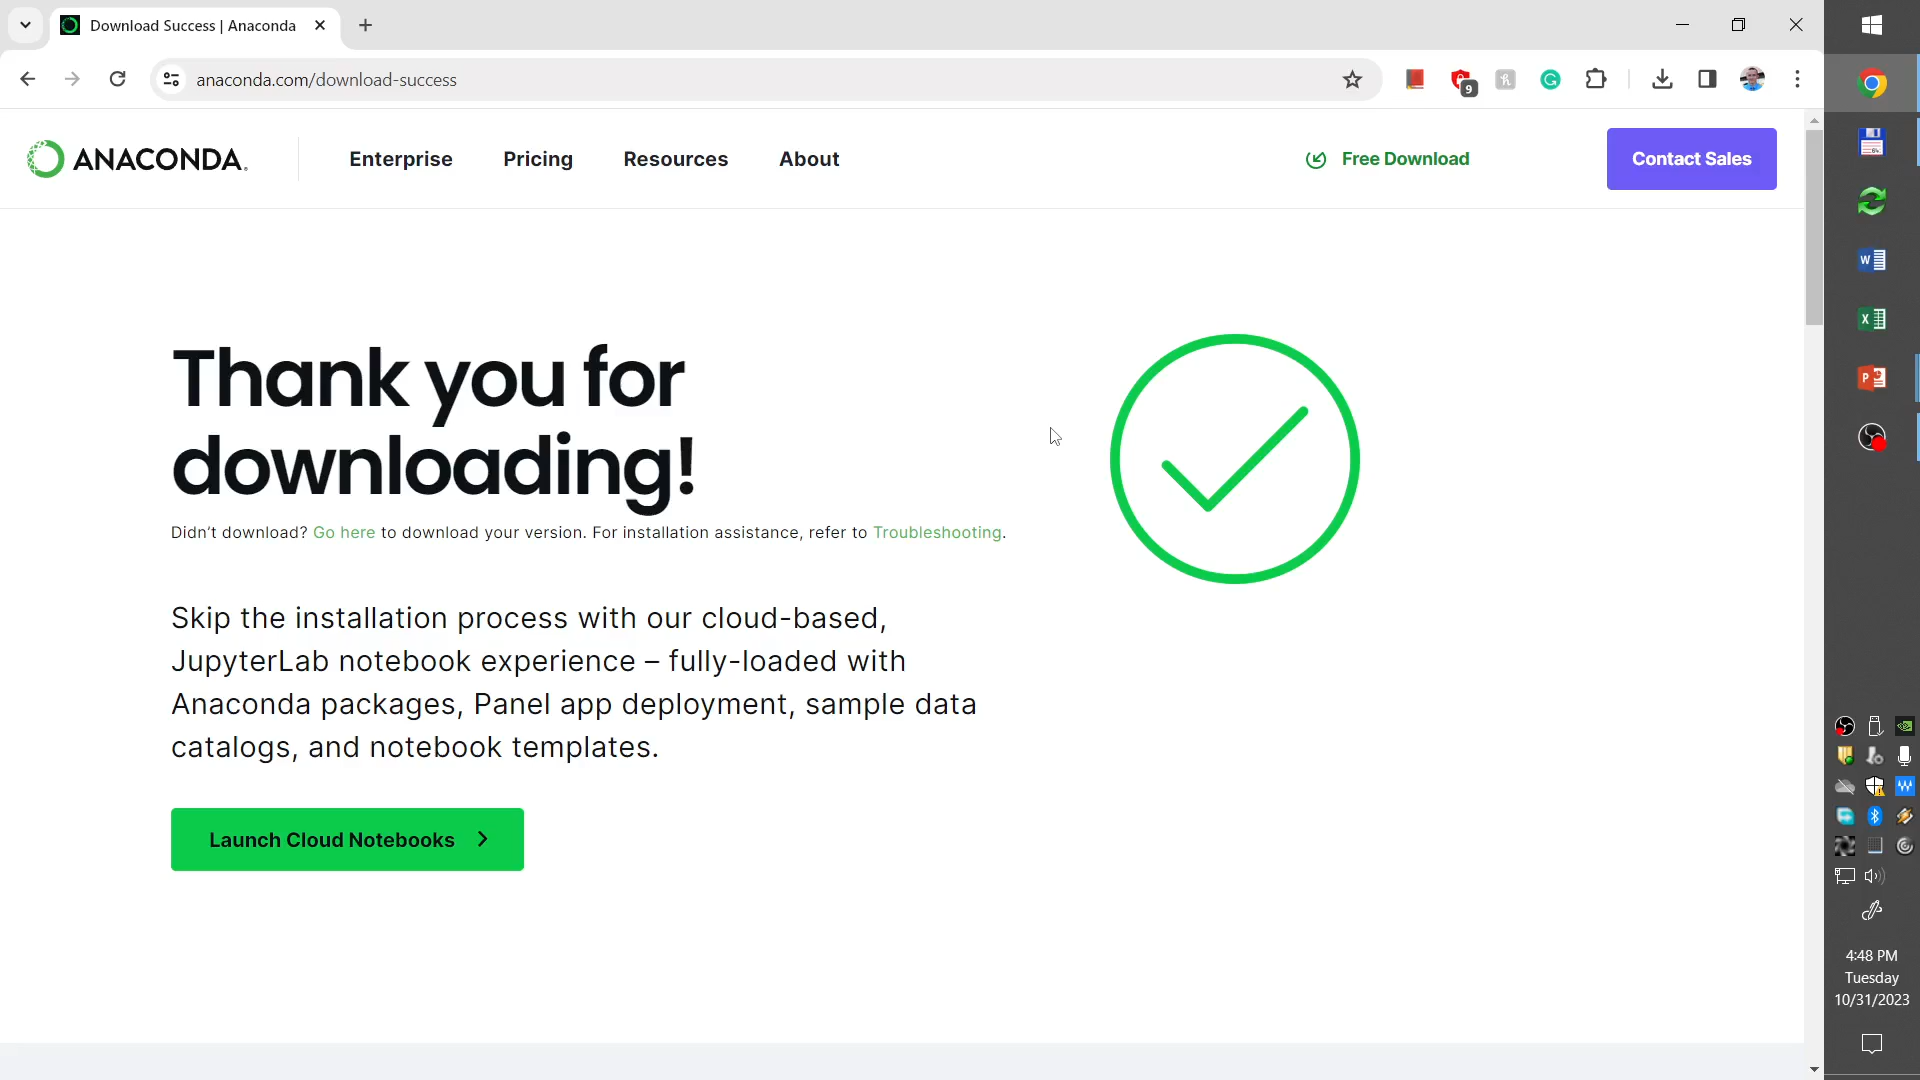 Download Success | Anaconda
anaconda.com/download-success
9
ANACONDA.
Enterprise
Pricing
Resources
About
Free Download
Contact Sales
Thank you for
downloading!
Didn't download? Go here to download your version. For installation assistance, refer to Troubleshooting.
Skip the installation process with our cloud-based,
JupyterLab notebook experience – fully-loaded with
Anaconda packages, Panel app deployment, sample data
catalogs, and notebook templates.
Launch Cloud Notebooks
4:48 PM
Tuesday
10/31/2023